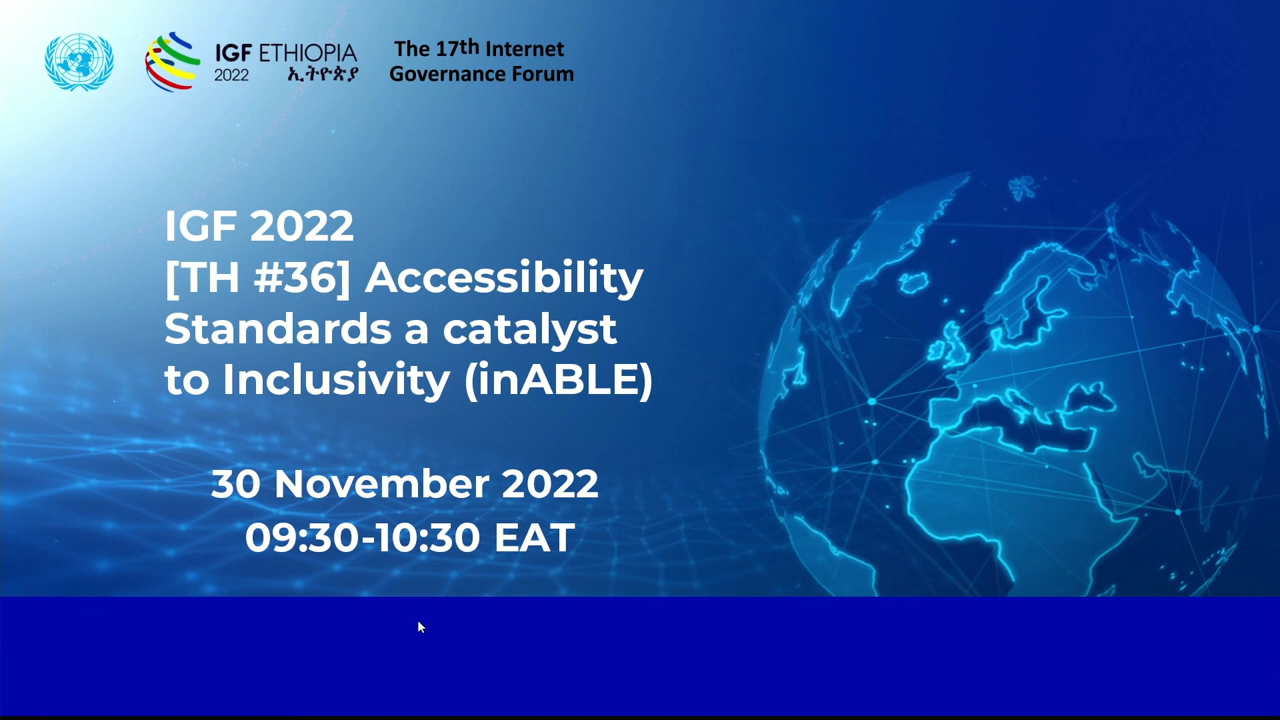 IGF ETHIOPIA
2022 ኢትዮጵያ
The 17th Internet
Governance Forum
IGF 2022
[TH #36] Accessibility
Standards a catalyst
to Inclusivity (inABLE)
30 November 2022
09:30-10:30 EAT